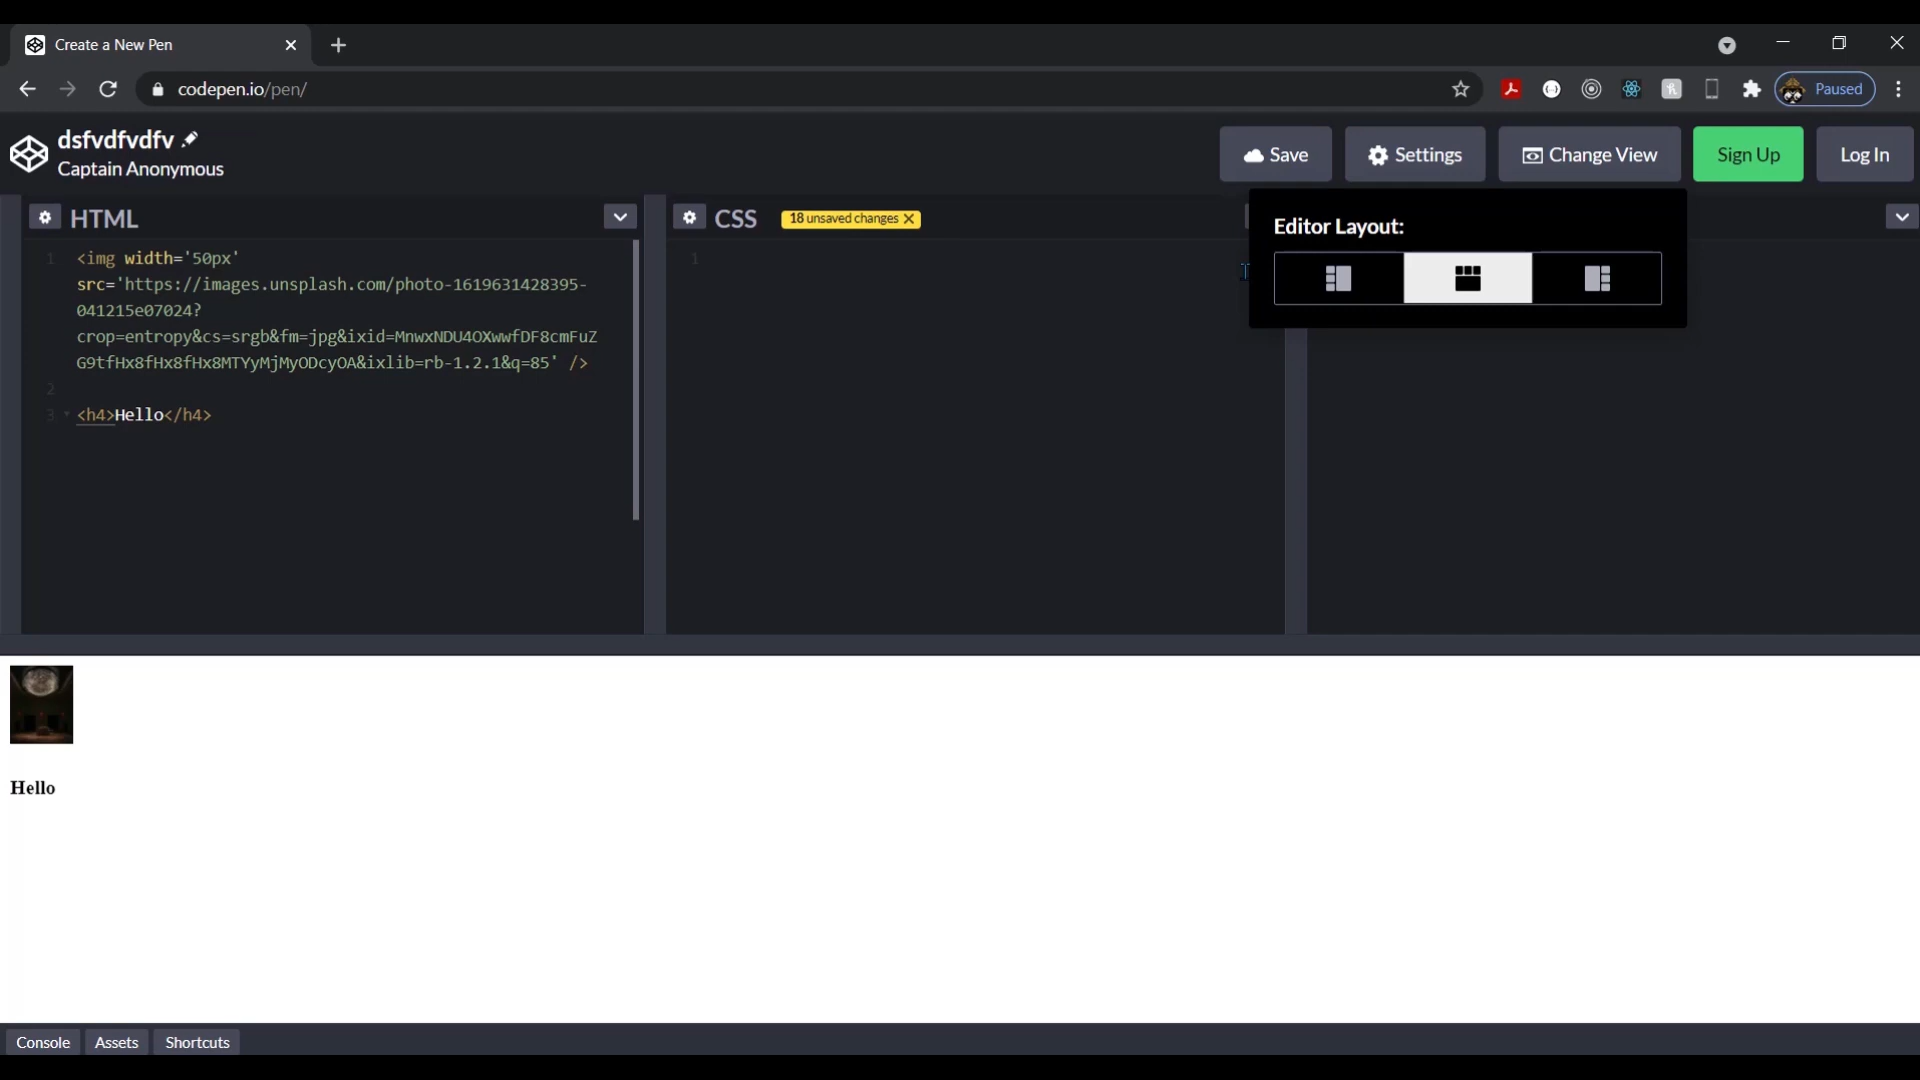 Create a New Pen
codepen.io/pen/
Paused
dsfvdfvdfv
Captain Anonymous
Save
Settings
Change View
Sign Up
Log In
HTML
CSS
18 unsaved changes
Editor Layout:
1 <img width='50px'
src='https://images.unsplash.com/photo-1619631428395-
041215e07024?
crop=entropy&cs=srgb&fm=jpg&ixid=MnwxNDU4OXwwfDF8cmFuZ
G9tfHx8fHx8fHx8MTYyMjMyODcyOA&ixlib=rb-1.2.1&q=85' />
2
3 <h4>Hello</h4>
1
Hello
Console
Assets
Shortcuts